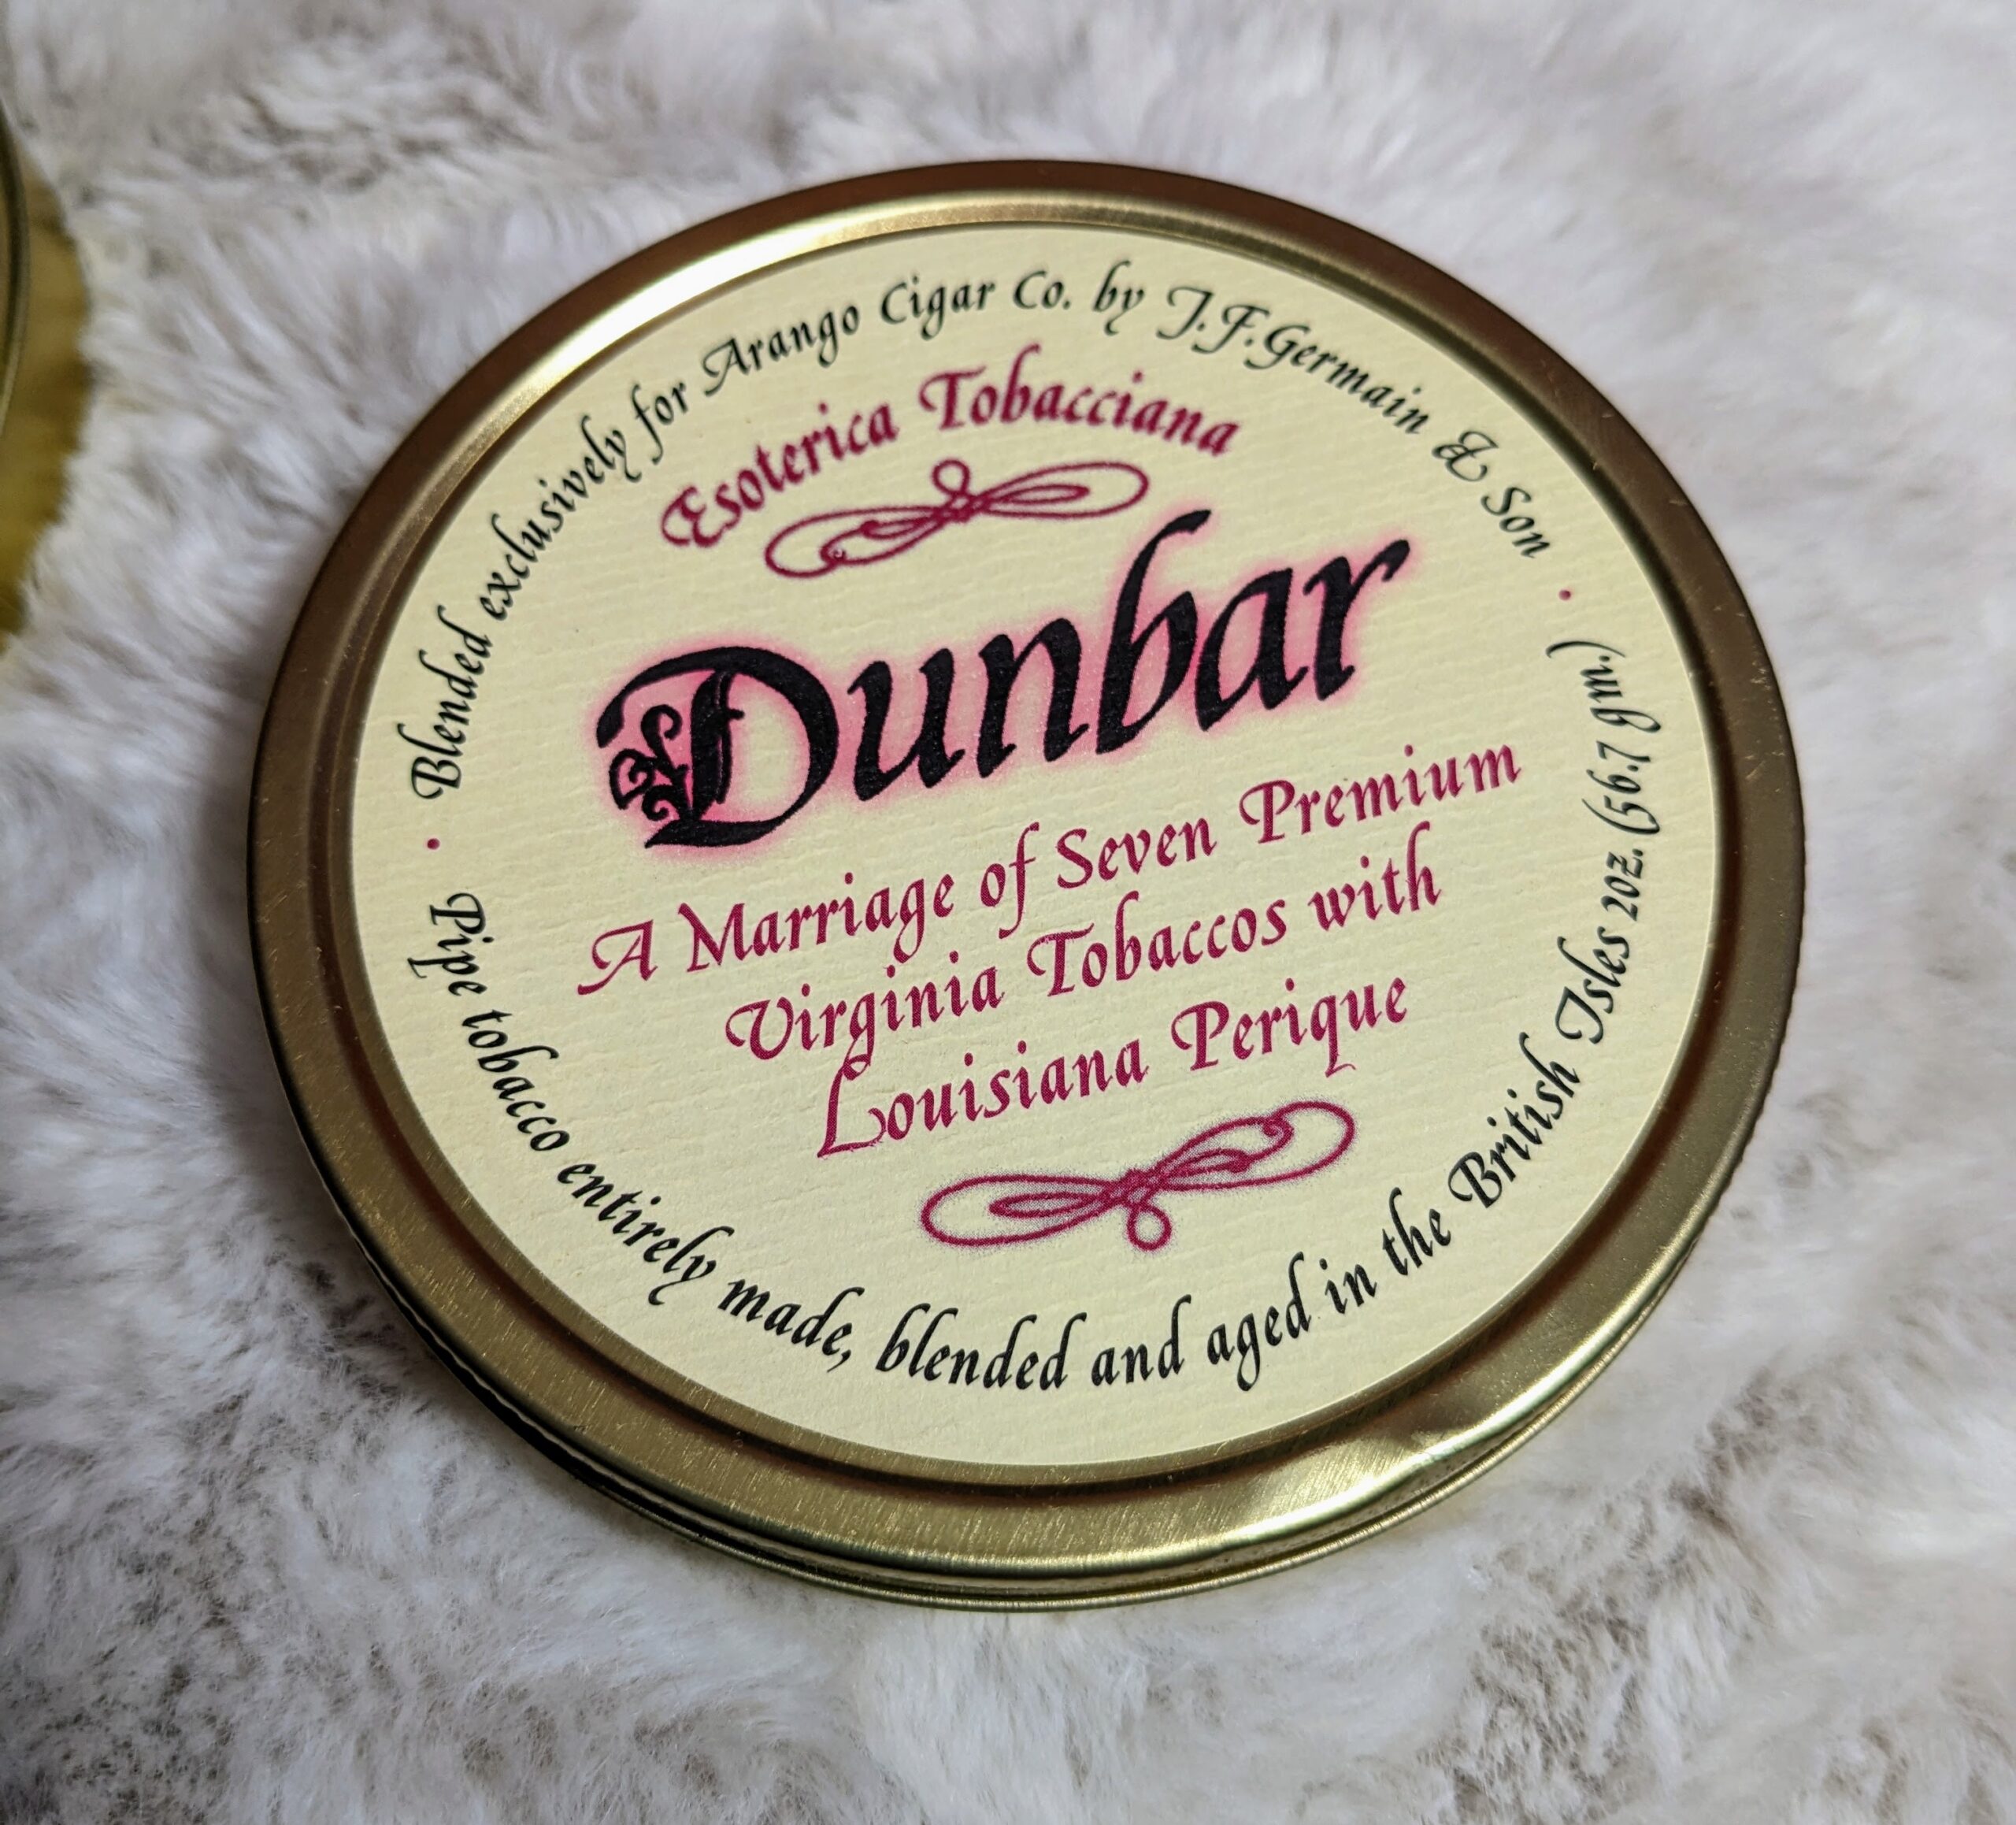 Blended exclusively for Arango Cigar Co. by J.F.Germain & Son
Esoterica Tobacciana
Dunbar
A Marriage of Seven Premium
Virginia Tobaccos with
Louisiana Perique
Pipe tobacco entirely made, blended and aged in the British Isles 2oz. (56.7 gm.)